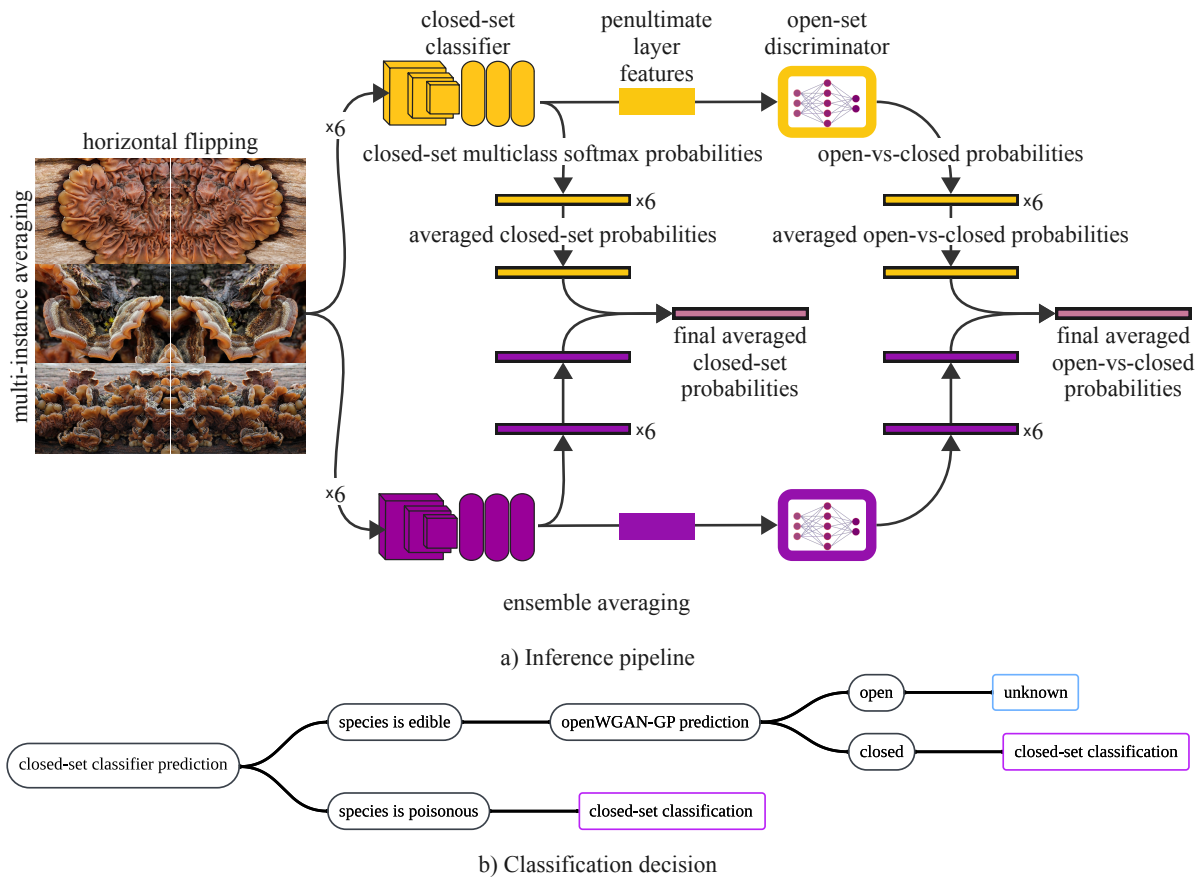 closed-set
classifier
penultimate
layer
features
open-set
discriminator
×6
horizontal flipping
multi-instance averaging
closed-set multiclass softmax probabilities
open-vs-closed probabilities
×6
×6
averaged closed-set probabilities
averaged open-vs-closed probabilities
final averaged
closed-set
probabilities
final averaged
open-vs-closed
probabilities
×6
×6
×6
ensemble averaging
a) Inference pipeline
open
unknown
species is edible
openWGAN-GP prediction
closed
closed-set classification
closed-set classifier prediction
species is poisonous
closed-set classification
b) Classification decision